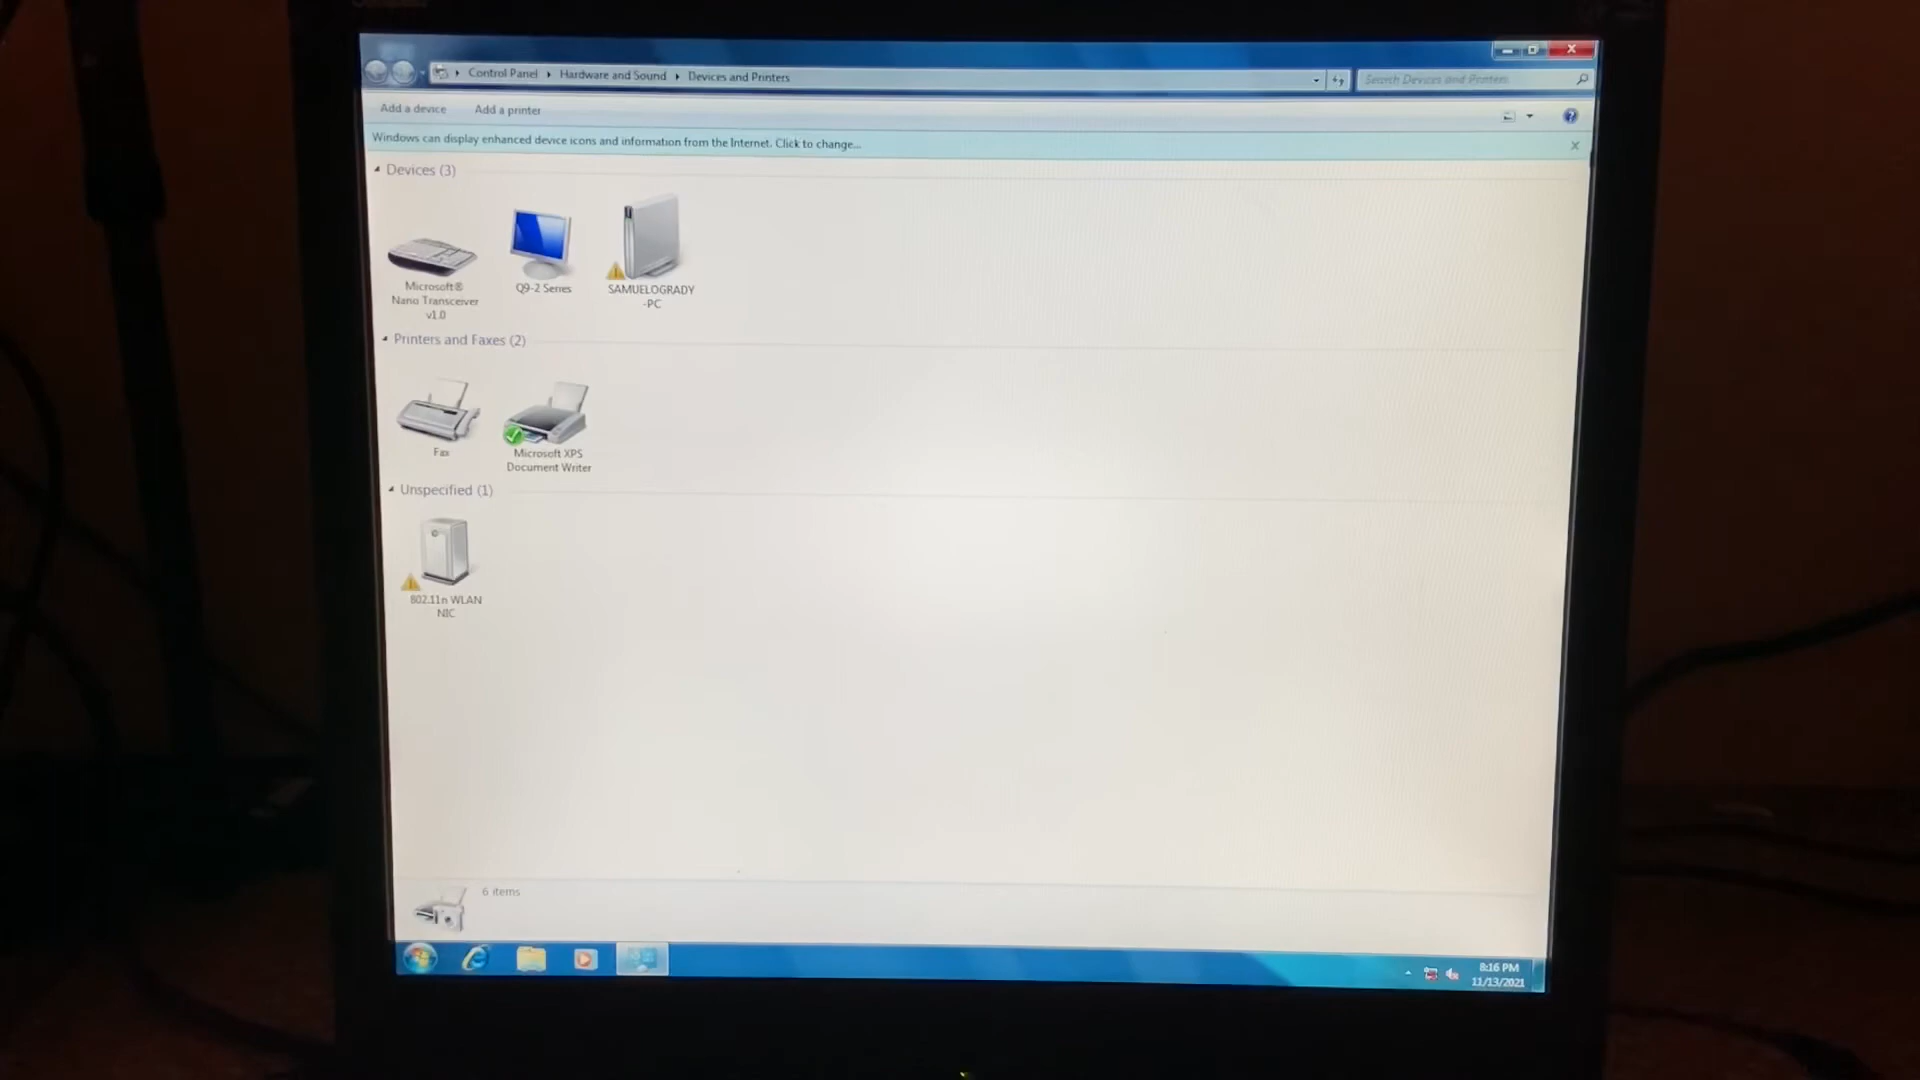 Control Panel Hardware and Sound Devices and Printers
Search Devices and Printers
Add a device Add a printer
Windows can display enhanced device icons and information from the Internet. Click to change...
Devices (3)
Microsoft®
Nano Transceiver
v1.0
Q9-2 Series
SAMUELOGRADY
-PC
Printers and Faxes (2)
Fax
Microsoft XPS
Document Writer
Unspecified (1)
802.11n WLAN
NIC
6 items
8:16 PM
11/13/2021